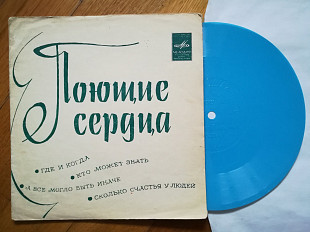 Поющие
сердца
• ГДЕ И КОГДА
• КТО МОЖЕТ ЗНАТЬ
• А ВСЕ МОГЛО БЫТЬ ИНАЧЕ
• СКОЛЬКО СЧАСТЬЯ У ЛЮДЕЙ